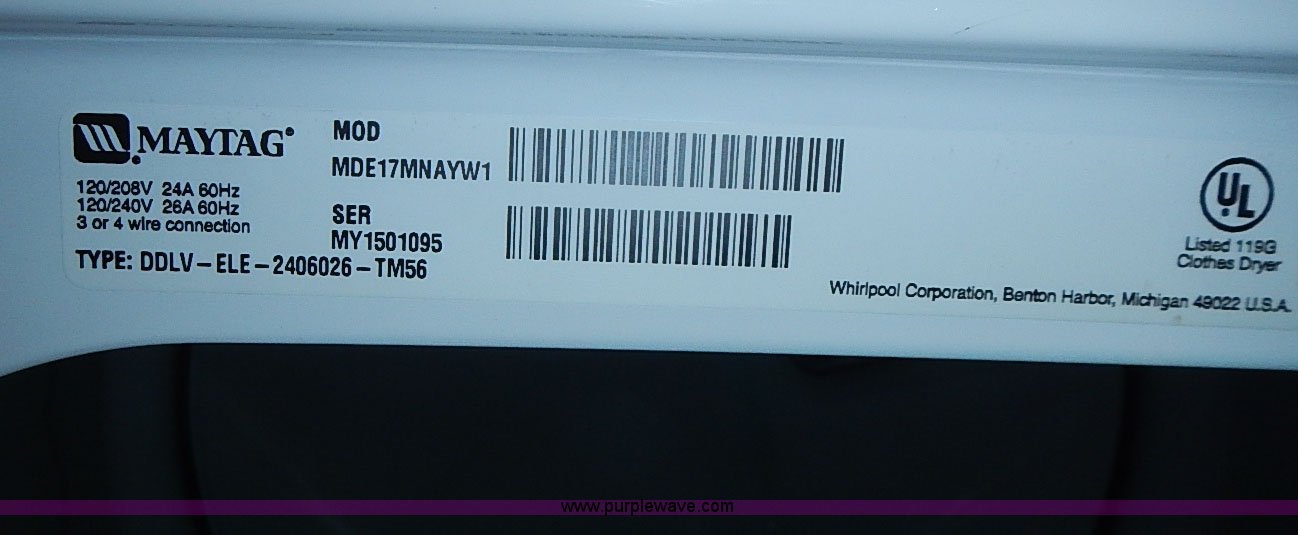 MAYTAG®
120/208V 24A 60Hz
120/240V 26A 60Hz
3 or 4 wire connection
TYPE: DDLV-ELE-2406026-TM56
MOD
MDE17MNAYW1
SER
MY1501095
UL
Listed 119G
Clothes Dryer
Whirlpool Corporation, Benton Harbor, Michigan 49022 U.S.A.
www.purplewave.com